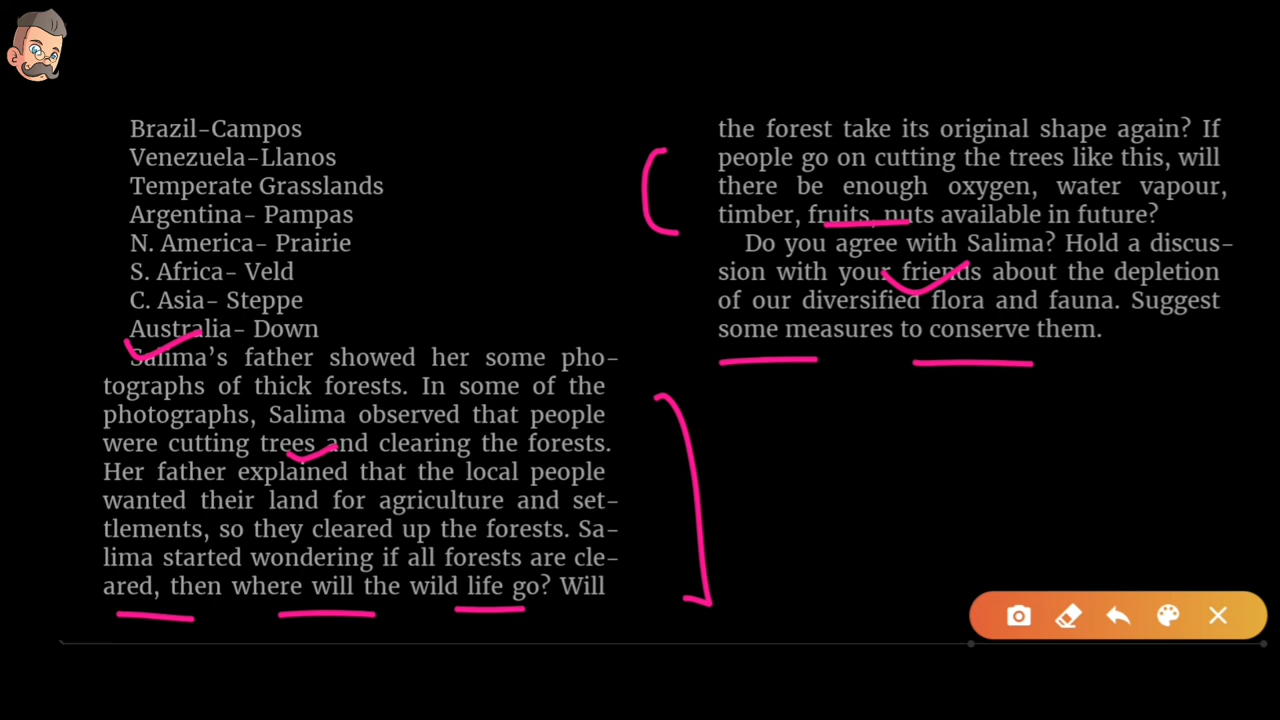 Brazil-Campos
Venezuela-Llanos
Temperate Grasslands
Argentina- Pampas
N. America- Prairie
S. Africa- Veld
C. Asia- Steppe
Australia- Down
Salima's father showed her some pho-
tographs of thick forests. In some of the
photographs, Salima observed that people
were cutting trees and clearing the forests.
Her father explained that the local people
wanted their land for agriculture and set-
tlements, so they cleared up the forests. Sa-
lima started wondering if all forests are cle-
ared, then where will the wild life go? Will
the forest take its original shape again? If
people go on cutting the trees like this, will
there be enough oxygen, water vapour,
timber, fruits, nuts available in future?
Do you agree with Salima? Hold a discus-
sion with your friends about the depletion
of our diversified flora and fauna. Suggest
some measures to conserve them.